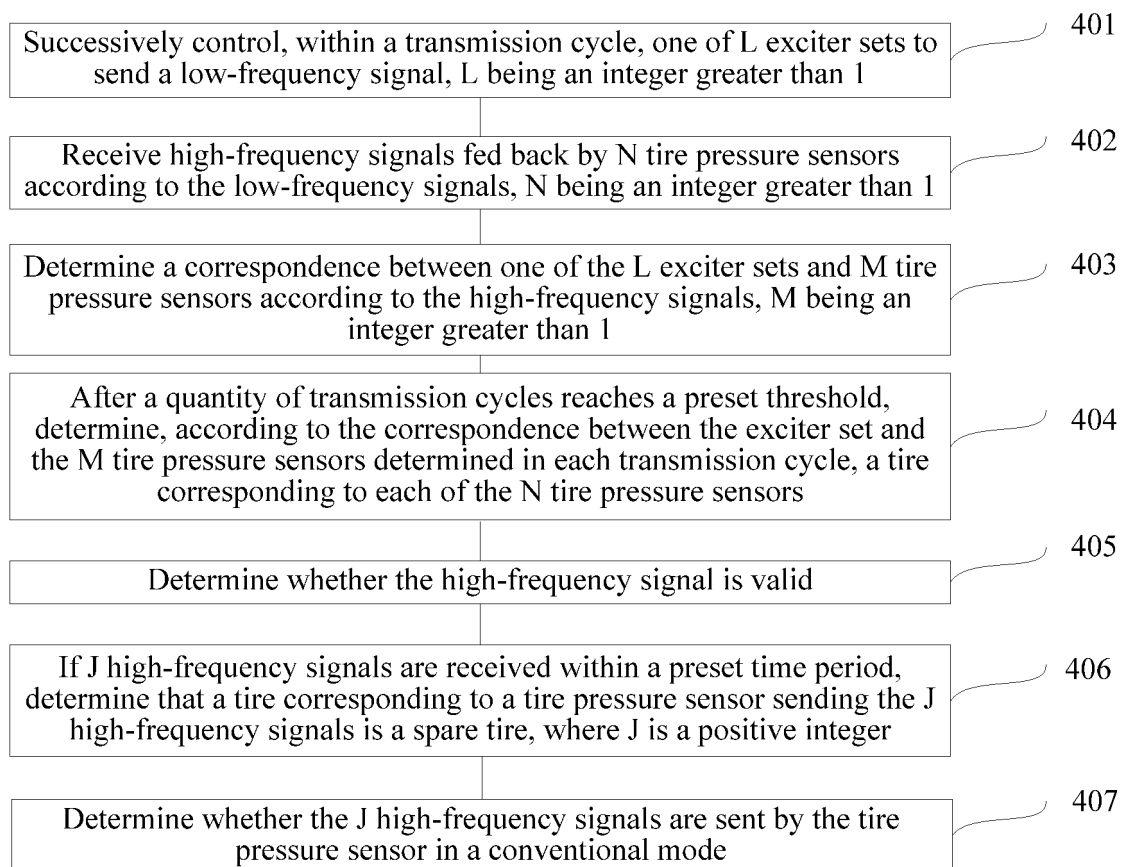 401
Successively control, within a transmission cycle, one of L exciter sets to
send a low-frequency signal, L being an integer greater than 1
402
Receive high-frequency signals fed back by N tire pressure sensors
according to the low-frequency signals, N being an integer greater than 1
403
Determine a correspondence between one of the L exciter sets and M tire
pressure sensors according to the high-frequency signals, M being an
integer greater than 1
404
After a quantity of transmission cycles reaches a preset threshold,
determine, according to the correspondence between the exciter set and
the M tire pressure sensors determined in each transmission cycle, a tire
corresponding to each of the N tire pressure sensors
405
Determine whether the high-frequency signal is valid
406
If J high-frequency signals are received within a preset time period,
determine that a tire corresponding to a tire pressure sensor sending the J
high-frequency signals is a spare tire, where J is a positive integer
407
Determine whether the J high-frequency signals are sent by the tire
pressure sensor in a conventional mode